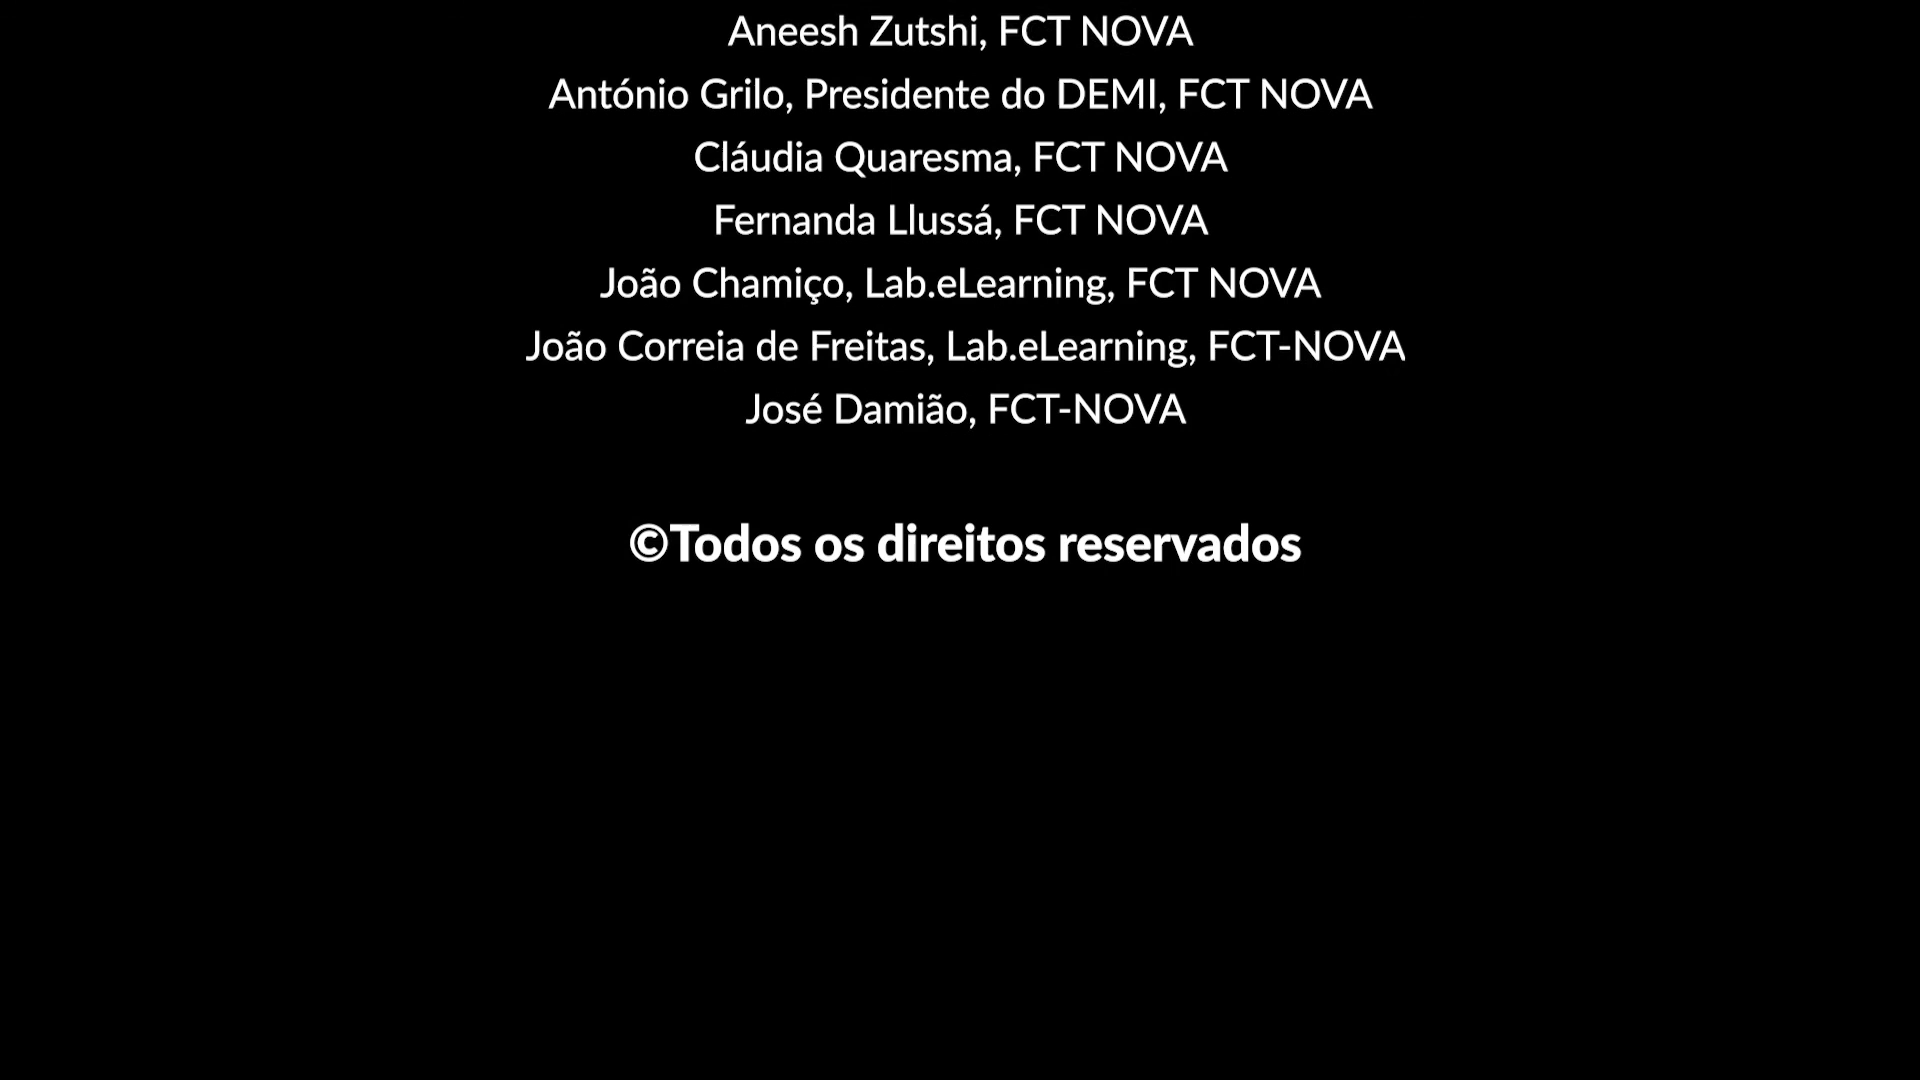 Aneesh Zutshi, FCT NOVA
António Grilo, Presidente do DEMI, FCT NOVA
Cláudia Quaresma, FCT NOVA
Fernanda Llussá, FCT NOVA
João Chamiço, Lab.eLearning, FCT NOVA
João Correia de Freitas, Lab.eLearning, FCT-NOVA
José Damião, FCT-NOVA
©Todos os direitos reservados